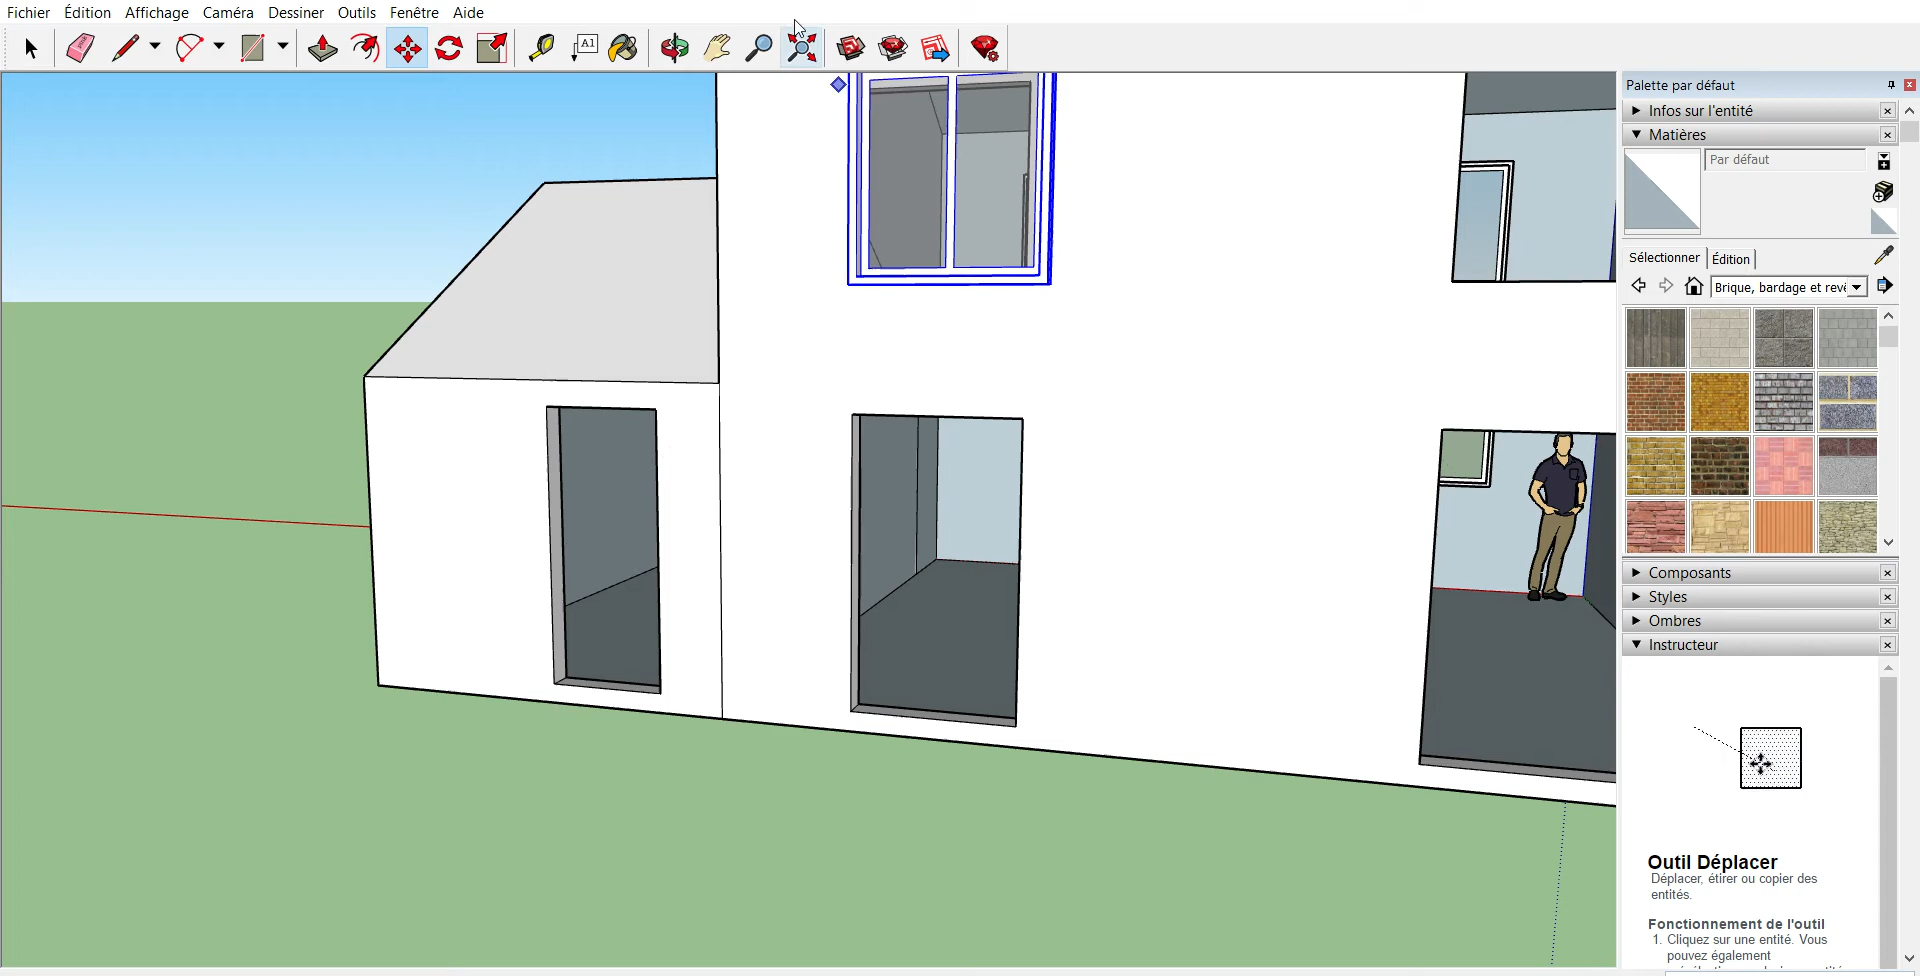 Fichier Édition Affichage Caméra Dessiner Outils Fenêtre Aide
A1
Palette par défaut
Infos sur l'entité
Matières
Par défaut
Sélectionner Édition
Brique, bardage et revê
Composants
Styles
Ombres
Instructeur
Outil Déplacer
Déplacer, étirer ou copier des
entités.
Fonctionnement de l'outil
1. Cliquez sur une entité. Vous
pouvez également